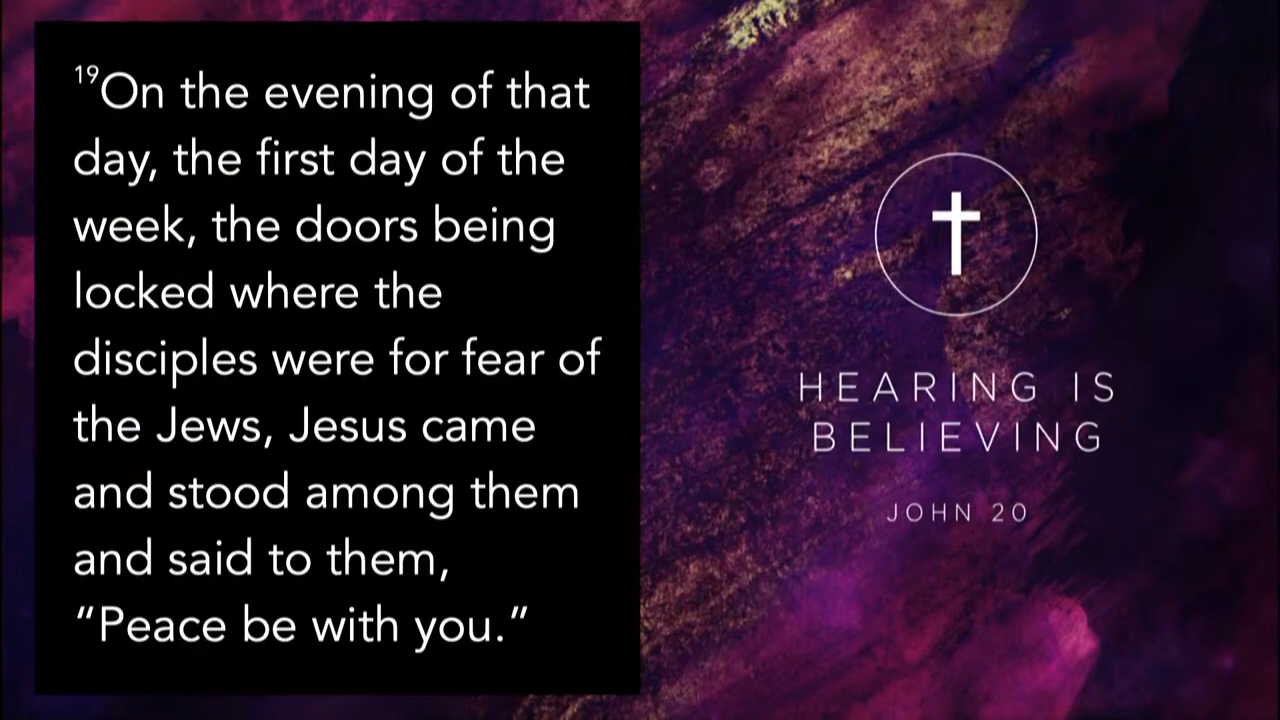 19On the evening of that
day, the first day of the
week, the doors being
locked where the
disciples were for fear of
the Jews, Jesus came
and stood among them
and said to them,
“Peace be with you.”
HEARING IS
BELIEVING
JOHN 20